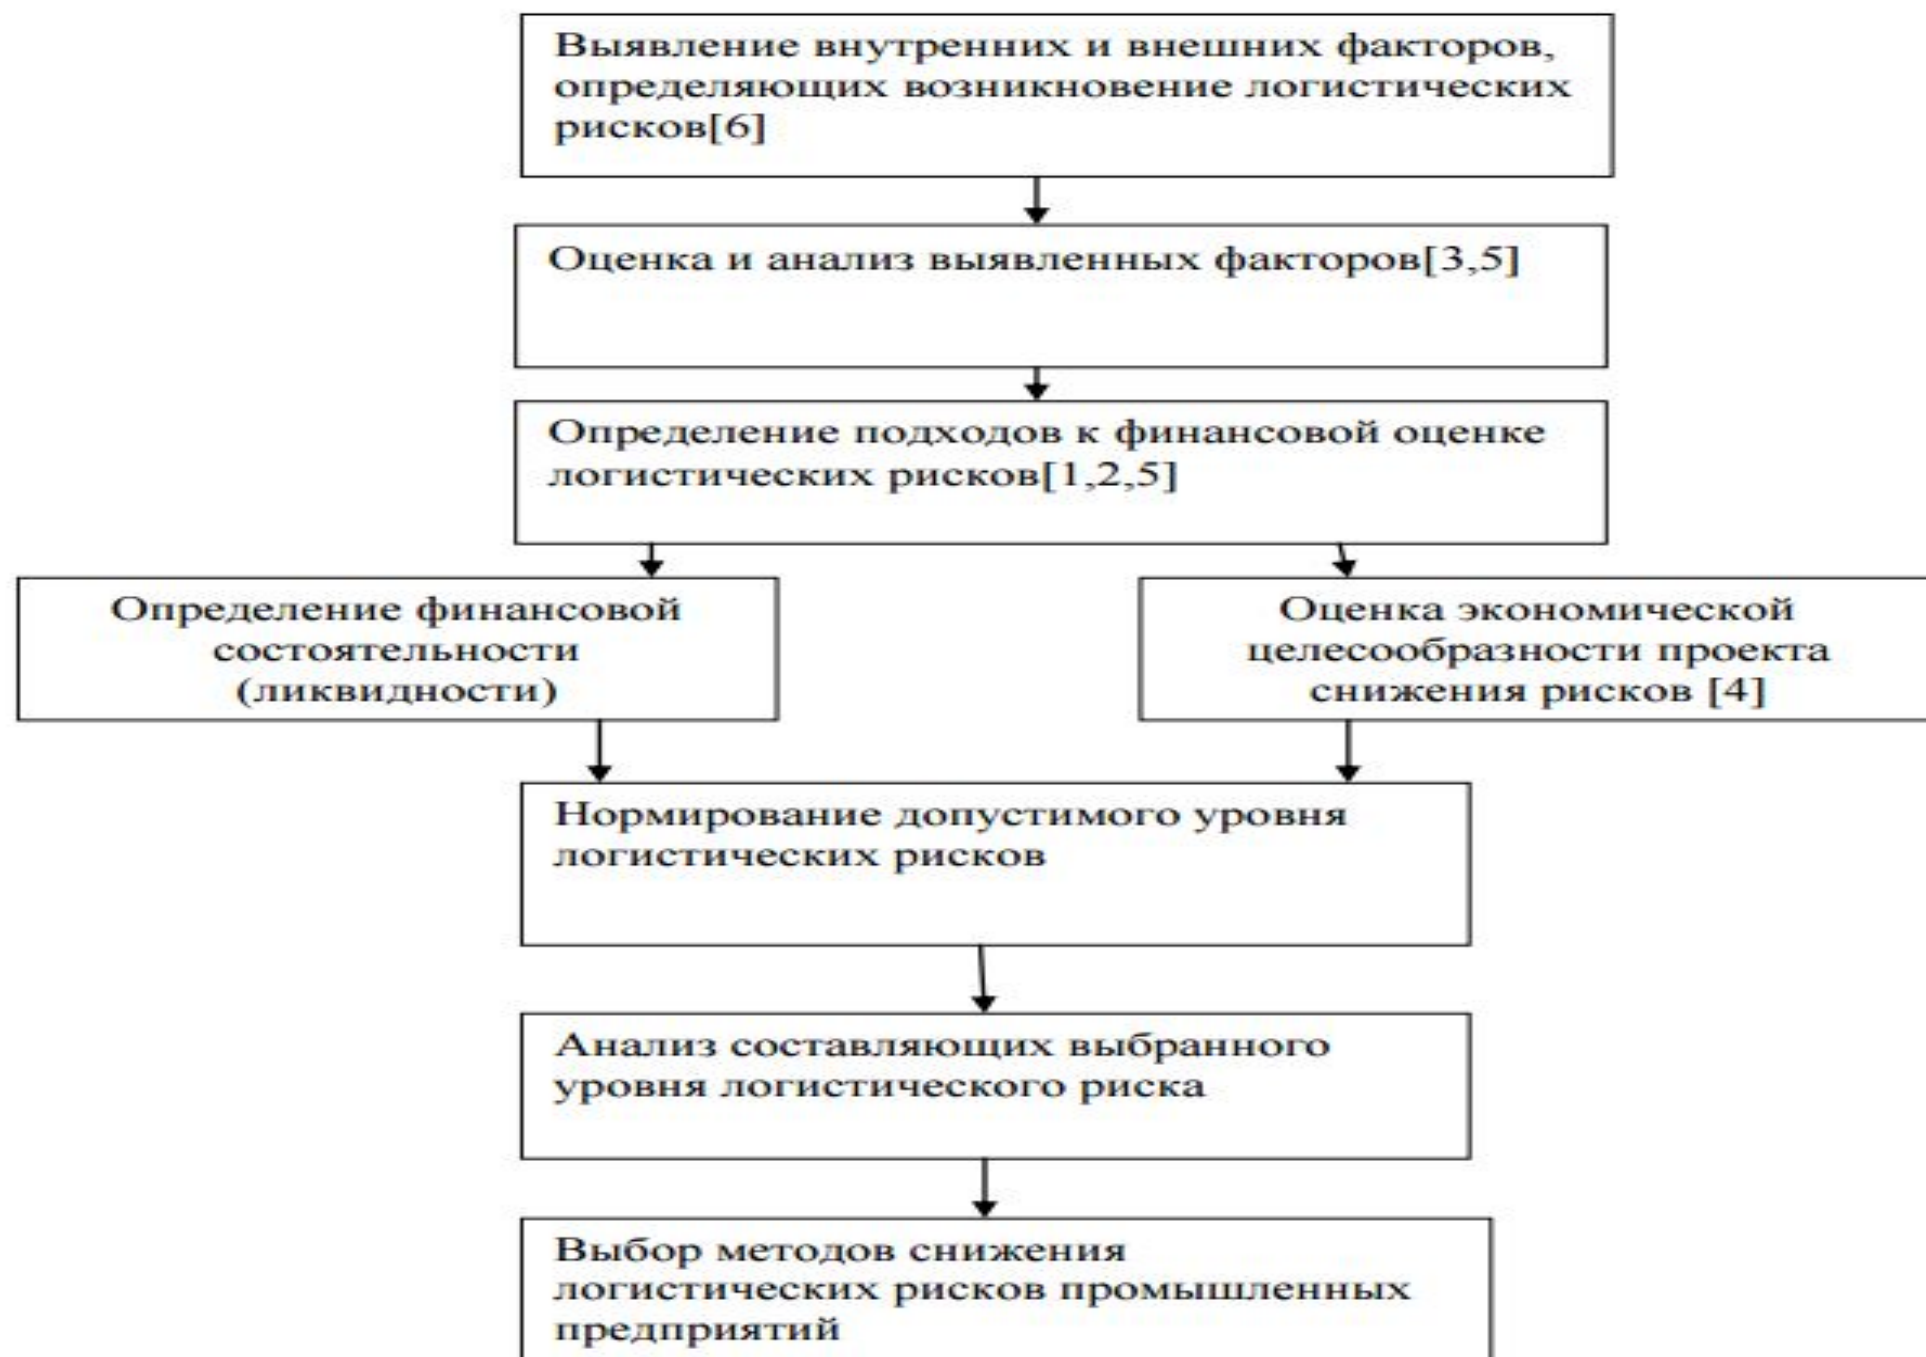 Выявление внутренних и внешних факторов,
определяющих возникновение логистических
рисков[6]
Оценка и анализ выявленных факторов[3,5]
Определение подходов к финансовой оценке
логистических рисков[1,2,5]
Определение финансовой
состоятельности
(ликвидности)
Оценка экономической
целесообразности проекта
снижения рисков [4]
Нормирование допустимого уровня
логистических рисков
Анализ составляющих выбранного
уровня логистического риска
Выбор методов снижения
логистических рисков промышленных
предприятий